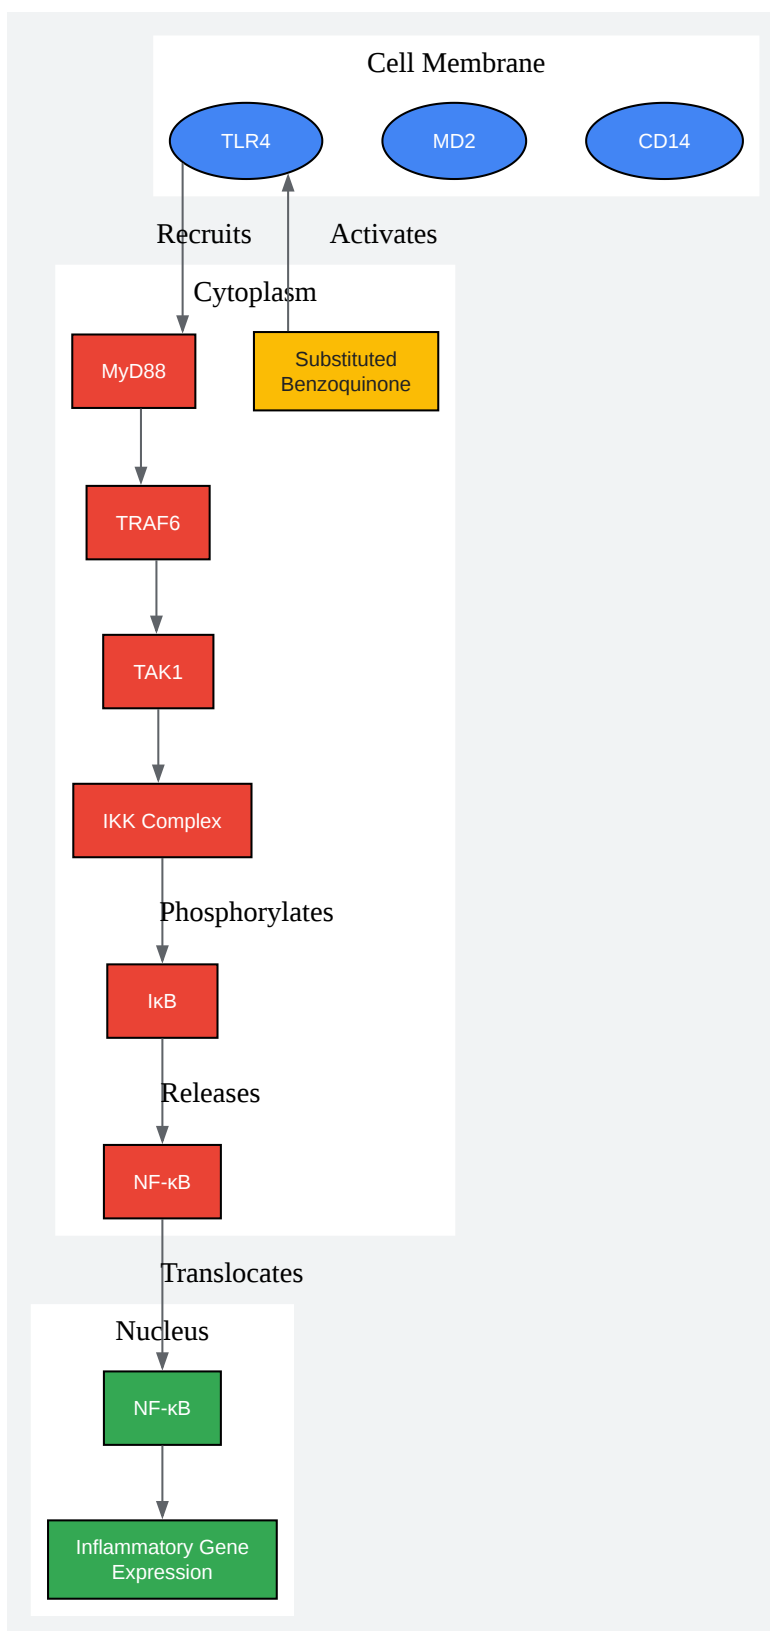 Cell Membrane
TLR4
MD2
CD14
Recruits
Activates
Cytoplasm
MyD88
Substituted
Benzoquinone
TRAF6
TAK1
IKK Complex
Phosphorylates
IκB
Releases
NF-κB
Translocates
Nucleus
NF-κB
Inflammatory Gene
Expression